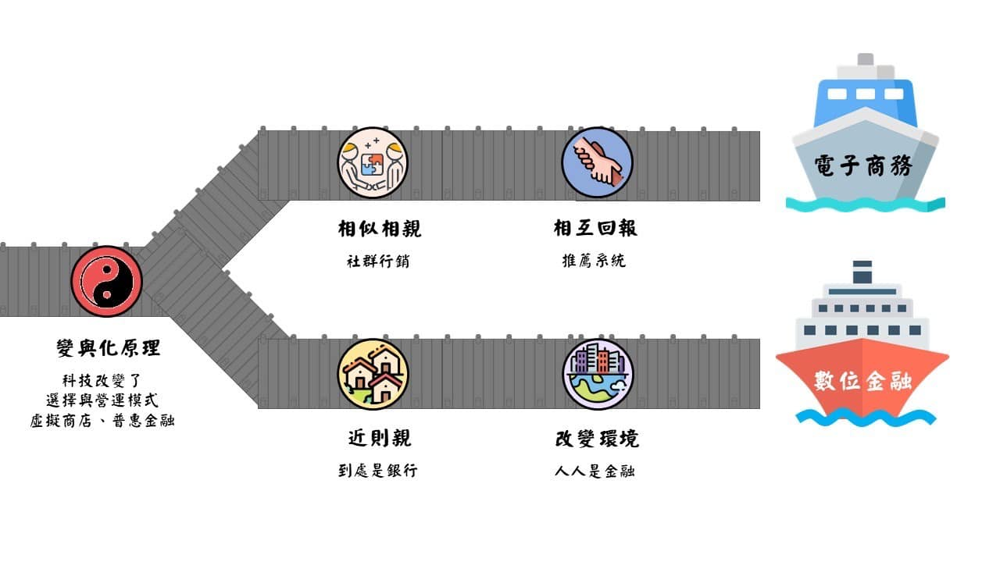 變與化原理
科技改變了
選擇與營運模式
虛擬商店、普惠金融
相似相親
社群行銷
相互回報
推薦系統
電子商務
近則親
到處是銀行
改變環境
人人是金融
數位金融